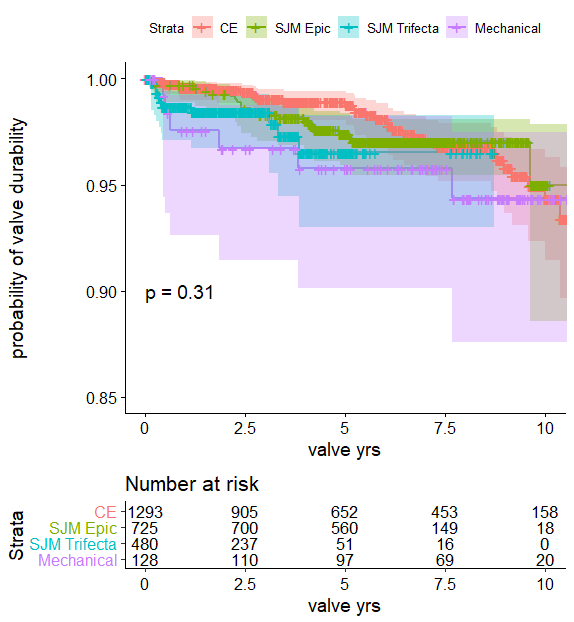 Strata CE SJM Epic SJM Trifecta Mechanical
probability of valve durability
1.00
0.95
0.90
0.85
p = 0.31
0 2.5 5 7.5 10
valve yrs
Number at risk
Strata
CE 1293 905 652 453 158
SJM Epic 725 700 560 149 18
SJM Trifecta 480 237 51 16 0
Mechanical 128 110 97 69 20
0 2.5 5 7.5 10
valve yrs